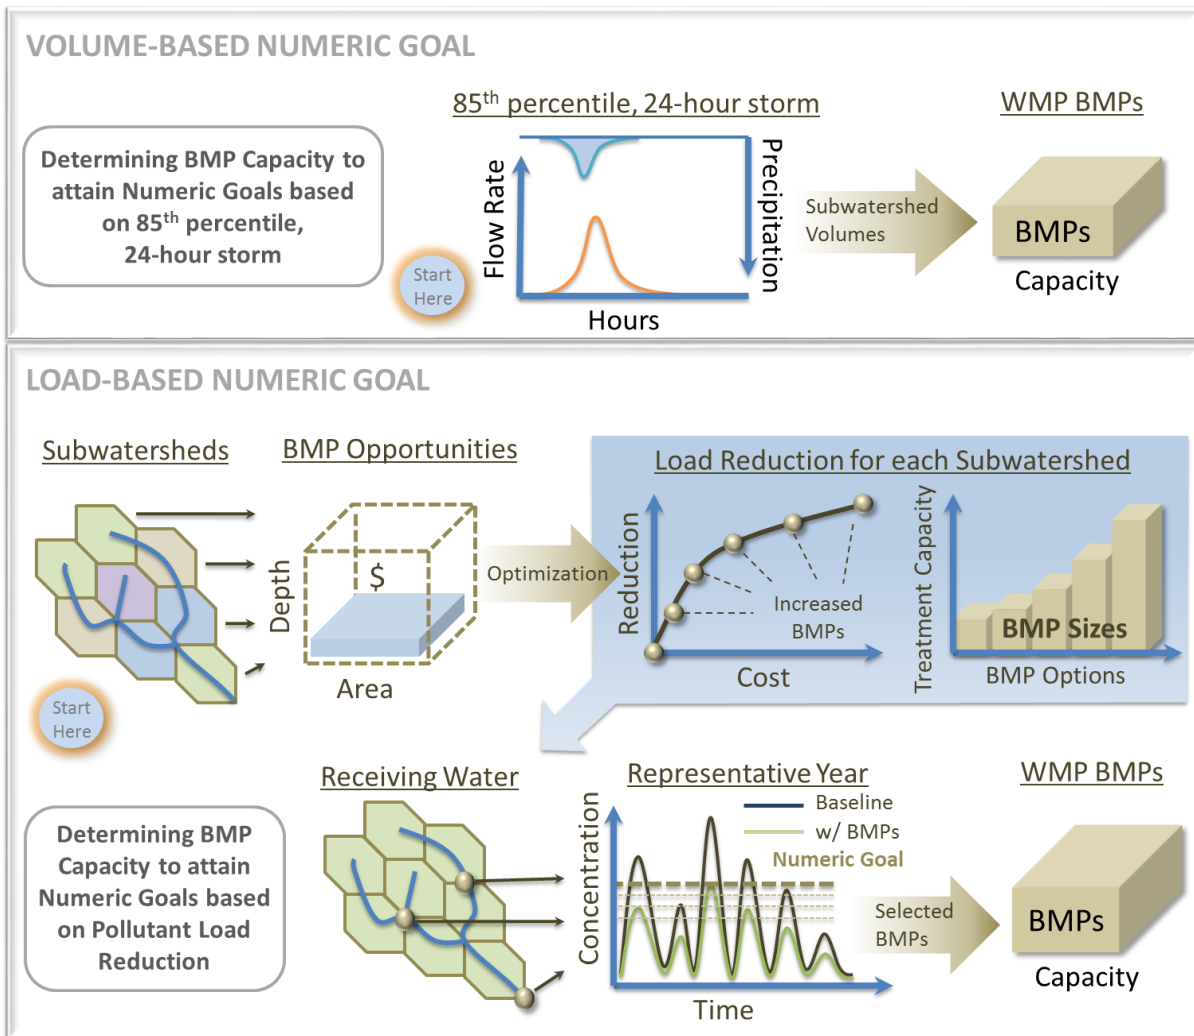 VOLUME-BASED NUMERIC GOAL
Determining BMP Capacity to
attain Numeric Goals based
on 85th percentile,
24-hour storm
Start
Here
85th percentile, 24-hour storm
Flow Rate
Precipitation
Hours
Subwatershed
Volumes
WMP BMPs
BMPs
Capacity
LOAD-BASED NUMERIC GOAL
Subwatersheds
Start
Here
BMP Opportunities
Depth
$
Area
Optimization
Load Reduction for each Subwatershed
Reduction
Increased
BMPs
Cost
Treatment Capacity
BMP Sizes
BMP Options
Determining BMP
Capacity to attain
Numeric Goals based
on Pollutant Load
Reduction
Receiving Water
Representative Year
Concentration
Baseline
w/ BMPs
Numeric Goal
Time
Selected
BMPs
WMP BMPs
BMPs
Capacity